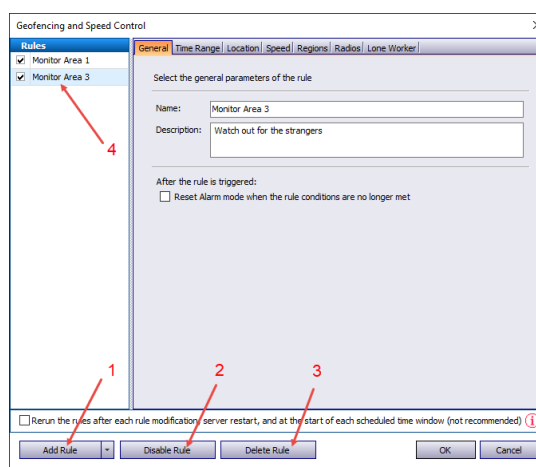 Geofencing and Speed Control
Rules
Monitor Area 1
Monitor Area 3
General Time Range Location Speed Regions Radios Lone Worker
Select the general parameters of the rule
Name: Monitor Area 3
Description: Watch out for the strangers
After the rule is triggered:
Reset Alarm mode when the rule conditions are no longer met
4
1 2 3
Rerun the rules after each rule modification, server restart, and at the start of each scheduled time window (not recommended)
Add Rule Disable Rule Delete Rule OK Cancel